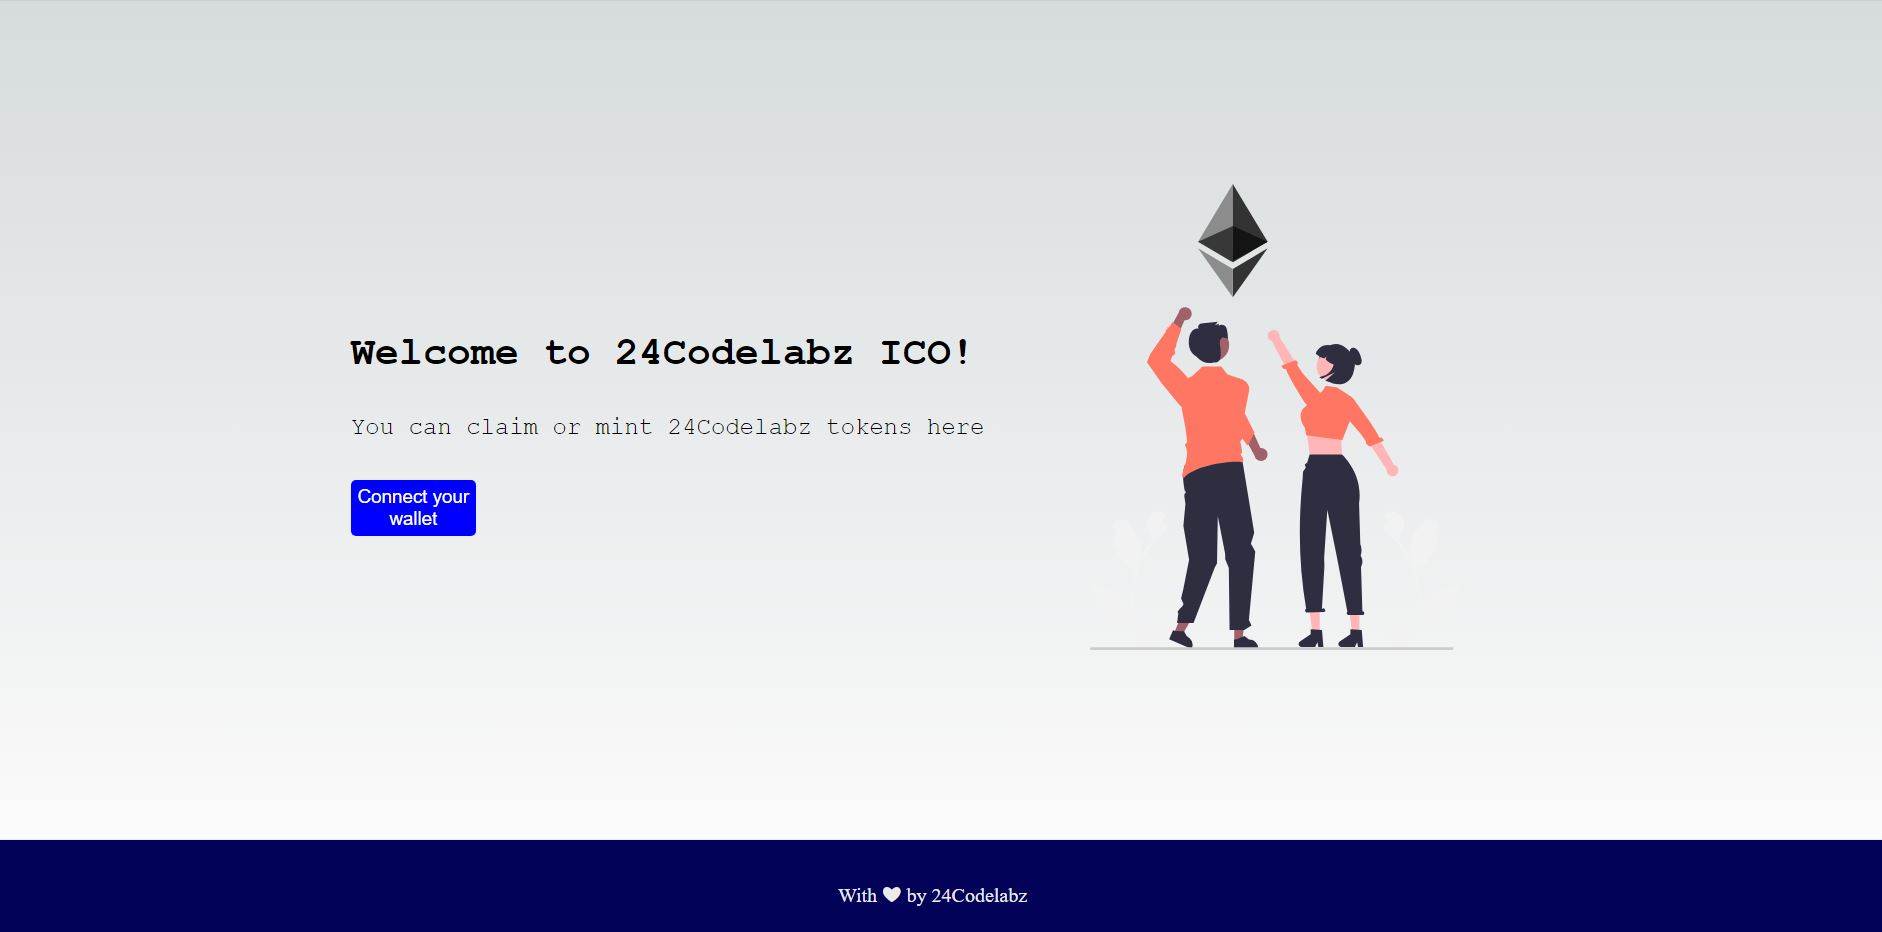 Welcome to 24Codelabz ICO!
You can claim or mint 24Codelabz tokens here
Connect your
wallet
With ♥ by 24Codelabz